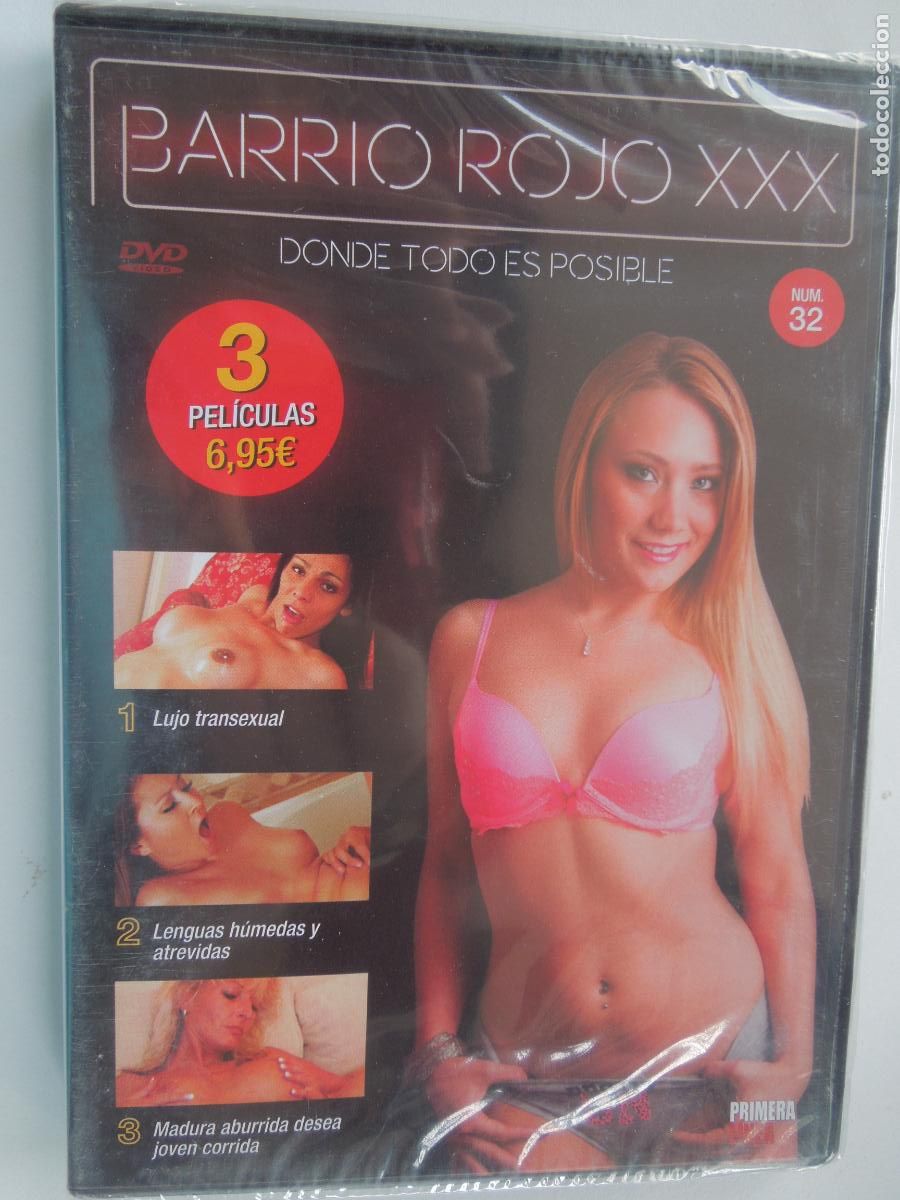 BARRIO ROJO XXX
DONDE TODO ES POSIBLE
DVD
VIDEO
NUM.
32
3
PELÍCULAS
6,95€
1 Lujo transexual
2 Lenguas húmedas y
atrevidas
3 Madura aburrida desea
joven corrida
PRIMERA
todocoleccion